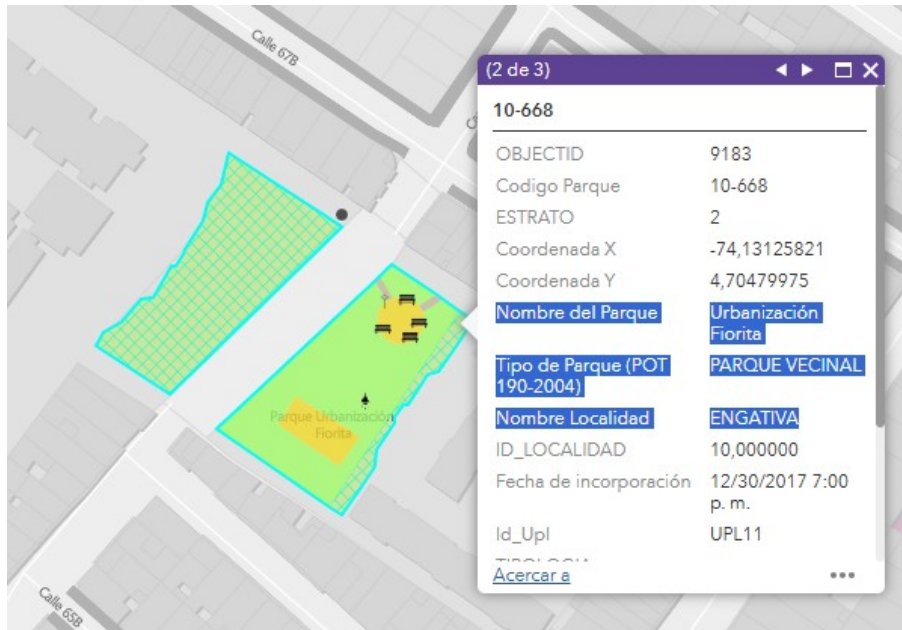 Calle 67B
(2 de 3)
10-668
OBJECTID 9183
Codigo Parque 10-668
ESTRATO 2
Coordenada X -74,13125821
Coordenada Y 4,70479975
Nombre del Parque Urbanización
Fiorita
Tipo de Parque (POT PARQUE VECINAL
190-2004)
Nombre Localidad ENGATIVA
ID_LOCALIDAD 10,000000
Fecha de incorporación 12/30/2017 7:00
p. m.
Id_Upl UPL11
Acercar a
Parque Urbanización
Fiorita
Calle 65B